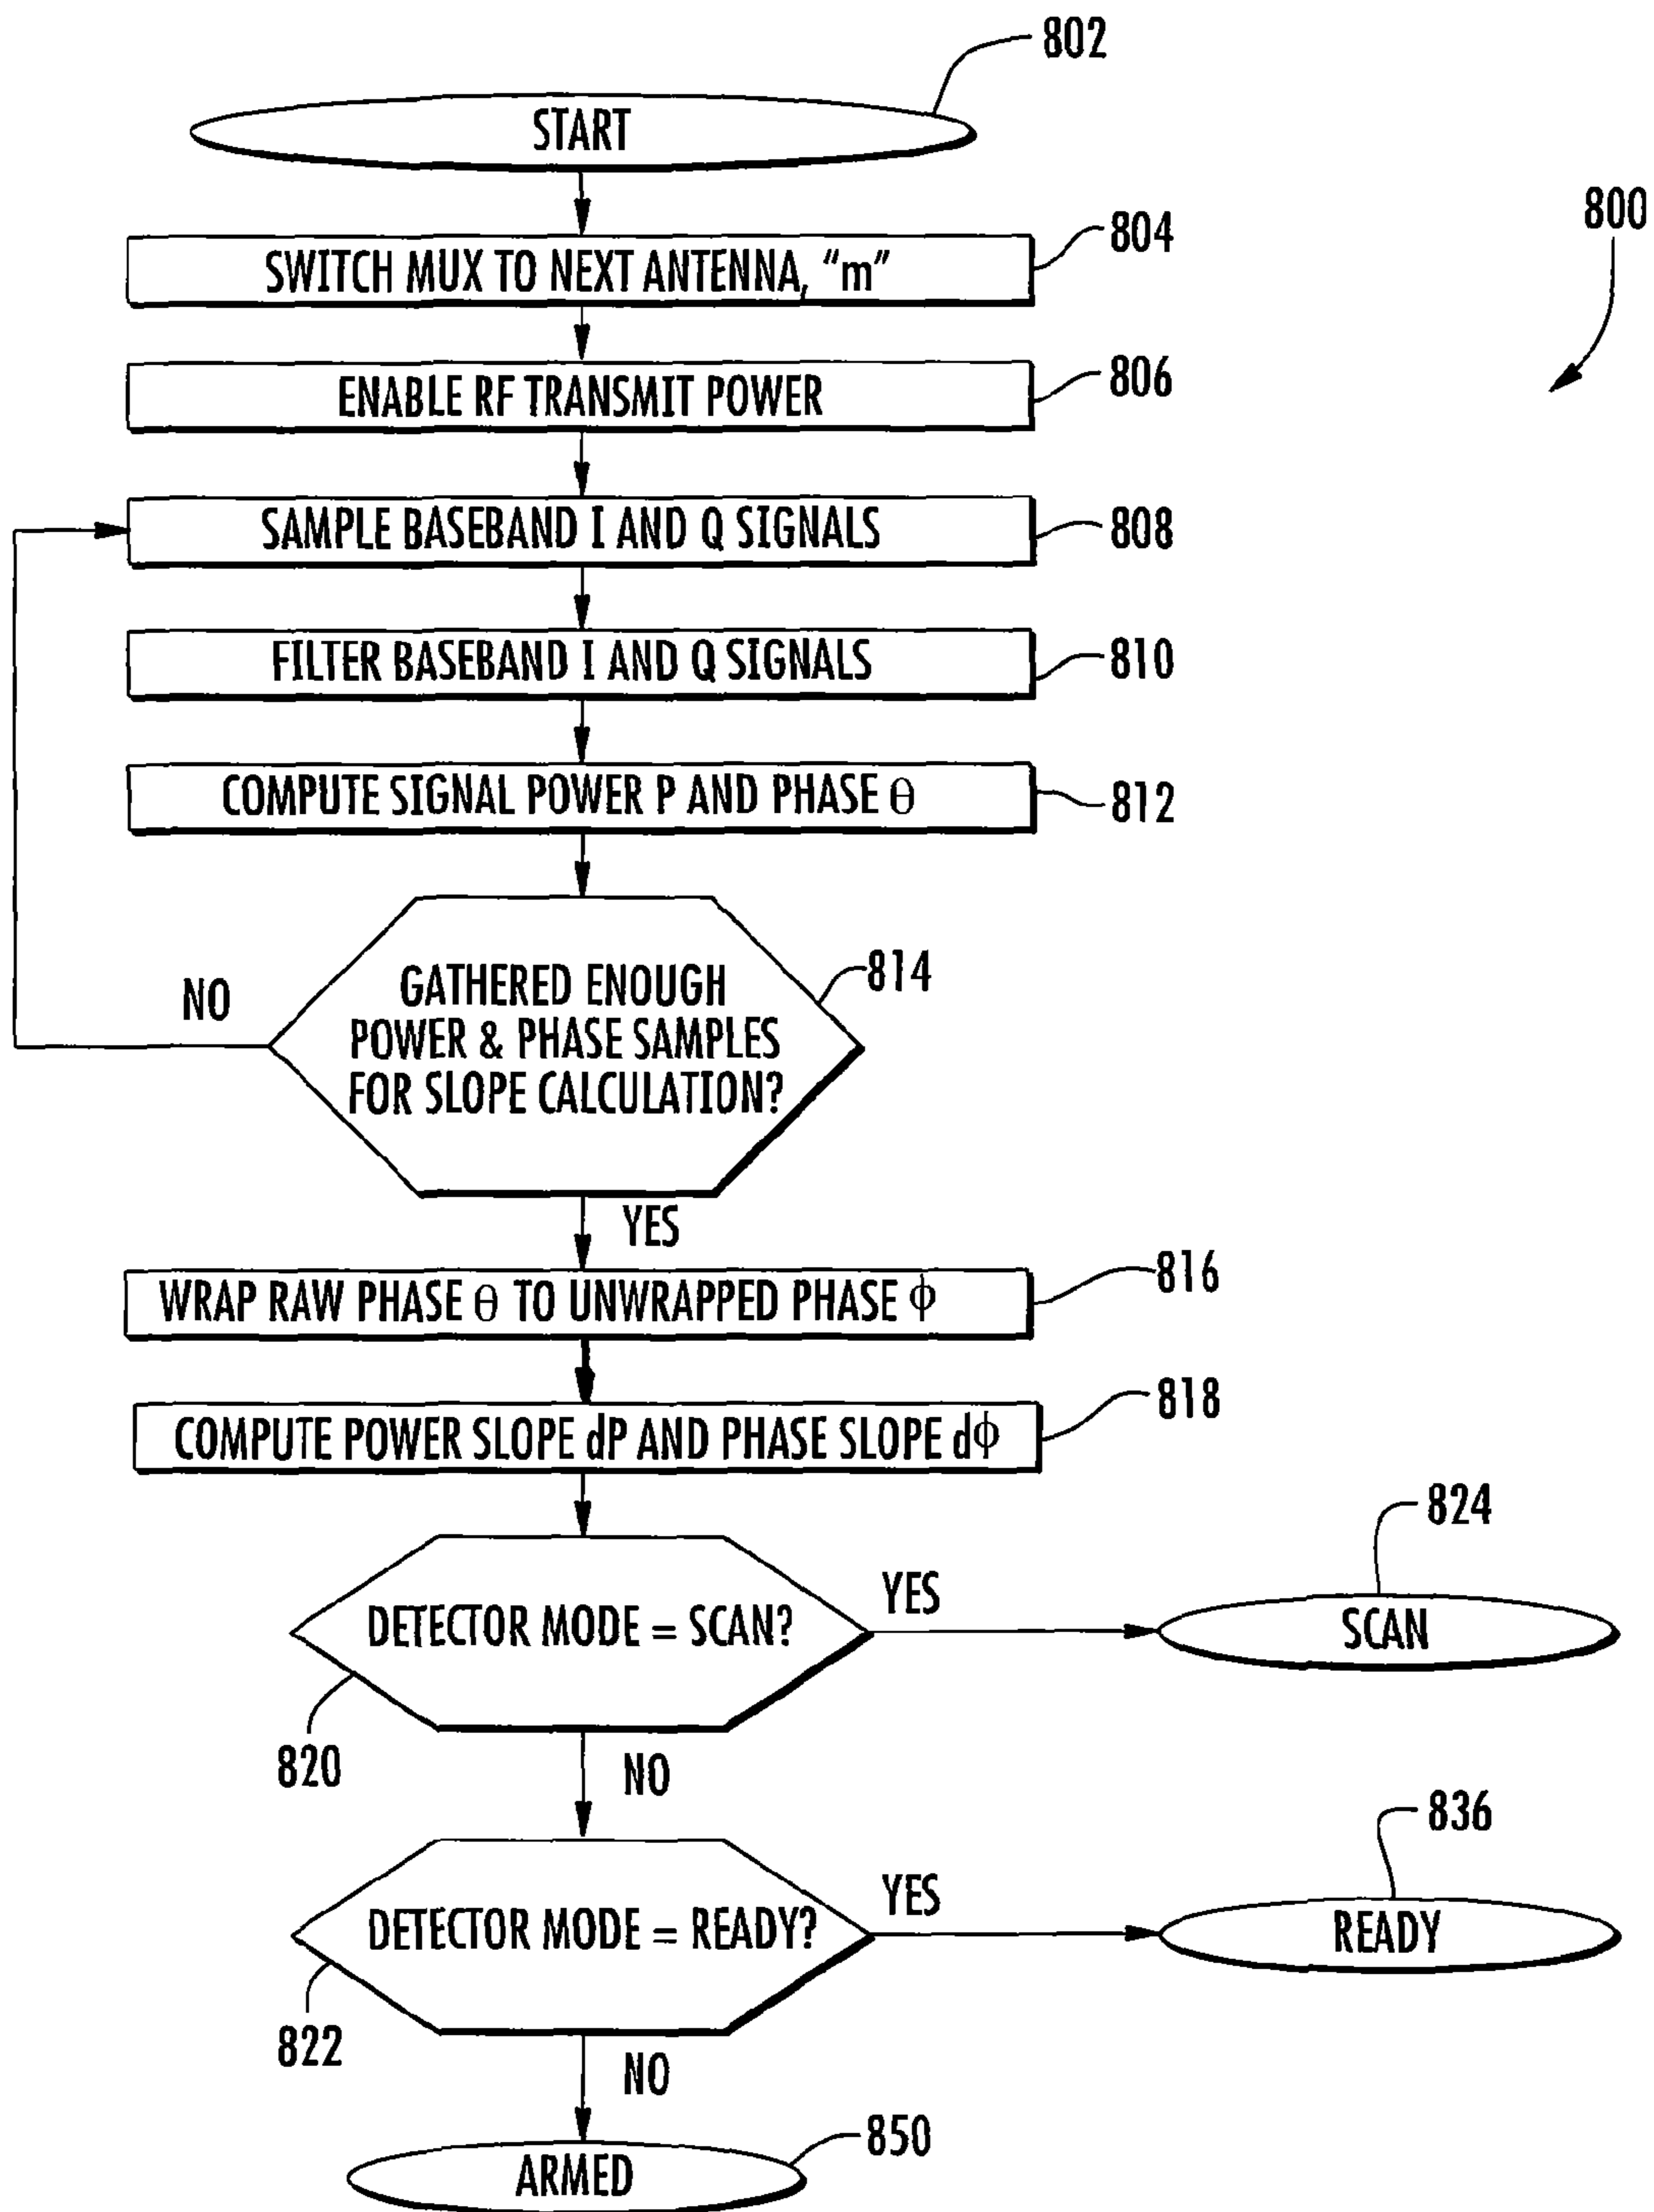 802
START
800
804
SWITCH MUX TO NEXT ANTENNA, “m”
806
ENABLE RF TRANSMIT POWER
808
SAMPLE BASEBAND I AND Q SIGNALS
810
FILTER BASEBAND I AND Q SIGNALS
812
COMPUTE SIGNAL POWER P AND PHASE θ
814
GATHERED ENOUGH
POWER & PHASE SAMPLES
FOR SLOPE CALCULATION?
NO
YES
816
WRAP RAW PHASE θ TO UNWRAPPED PHASE ϕ
818
COMPUTE POWER SLOPE dP AND PHASE SLOPE dϕ
824
DETECTOR MODE = SCAN?
YES
SCAN
820
NO
836
DETECTOR MODE = READY?
YES
READY
822
NO
850
ARMED